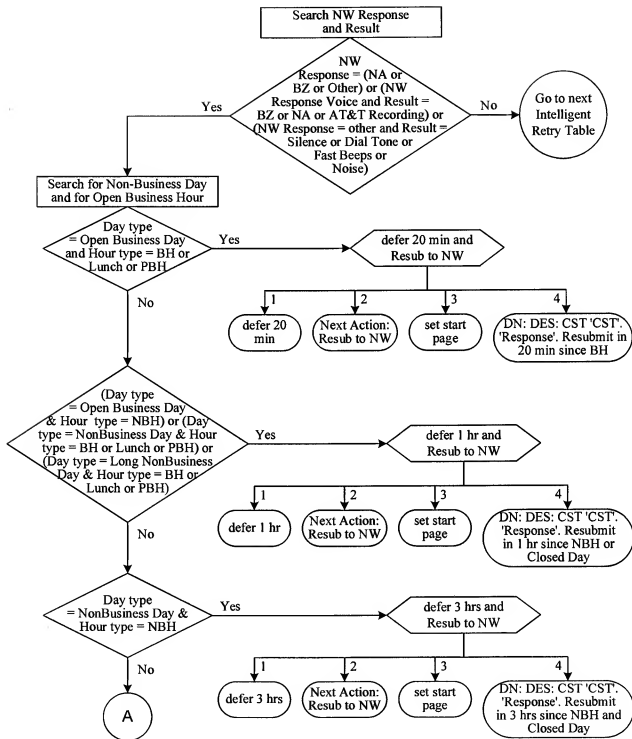 Search NW Response
and Result
NW
Response = (NA or
BZ or Other) or (NW
Response Voice and Result =
BZ or NA or AT&T Recording) or
(NW Response = other and Result =
Silence or Dial Tone or
Fast Beeps or
Noise)
Yes
No
Go to next
Intelligent
Retry Table
Search for Non-Business Day
and for Open Business Hour
Day type
= Open Business Day
and Hour type = BH or
Lunch or PBH
Yes
defer 20 min and
Resub to NW
No
1
2
3
4
defer 20
min
Next Action:
Resub to NW
set start
page
DN: DES: CST 'CST'.
'Response'. Resubmit in
20 min since BH
(Day type
= Open Business Day
& Hour type = NBH) or (Day
type = NonBusiness Day & Hour
type = BH or Lunch or PBH) or
(Day type = Long NonBusiness
Day & Hour type = BH or
Lunch or PBH)
Yes
defer 1 hr and
Resub to NW
No
1
2
3
4
defer 1 hr
Next Action:
Resub to NW
set start
page
DN: DES: CST 'CST'.
'Response'. Resubmit
in 1 hr since NBH or
Closed Day
Day type
= NonBusiness Day &
Hour type = NBH
Yes
defer 3 hrs and
Resub to NW
No
1
2
3
4
defer 3 hrs
Next Action:
Resub to NW
set start
page
DN: DES: CST 'CST'.
'Response'. Resubmit
in 3 hrs since NBH and
Closed Day
A